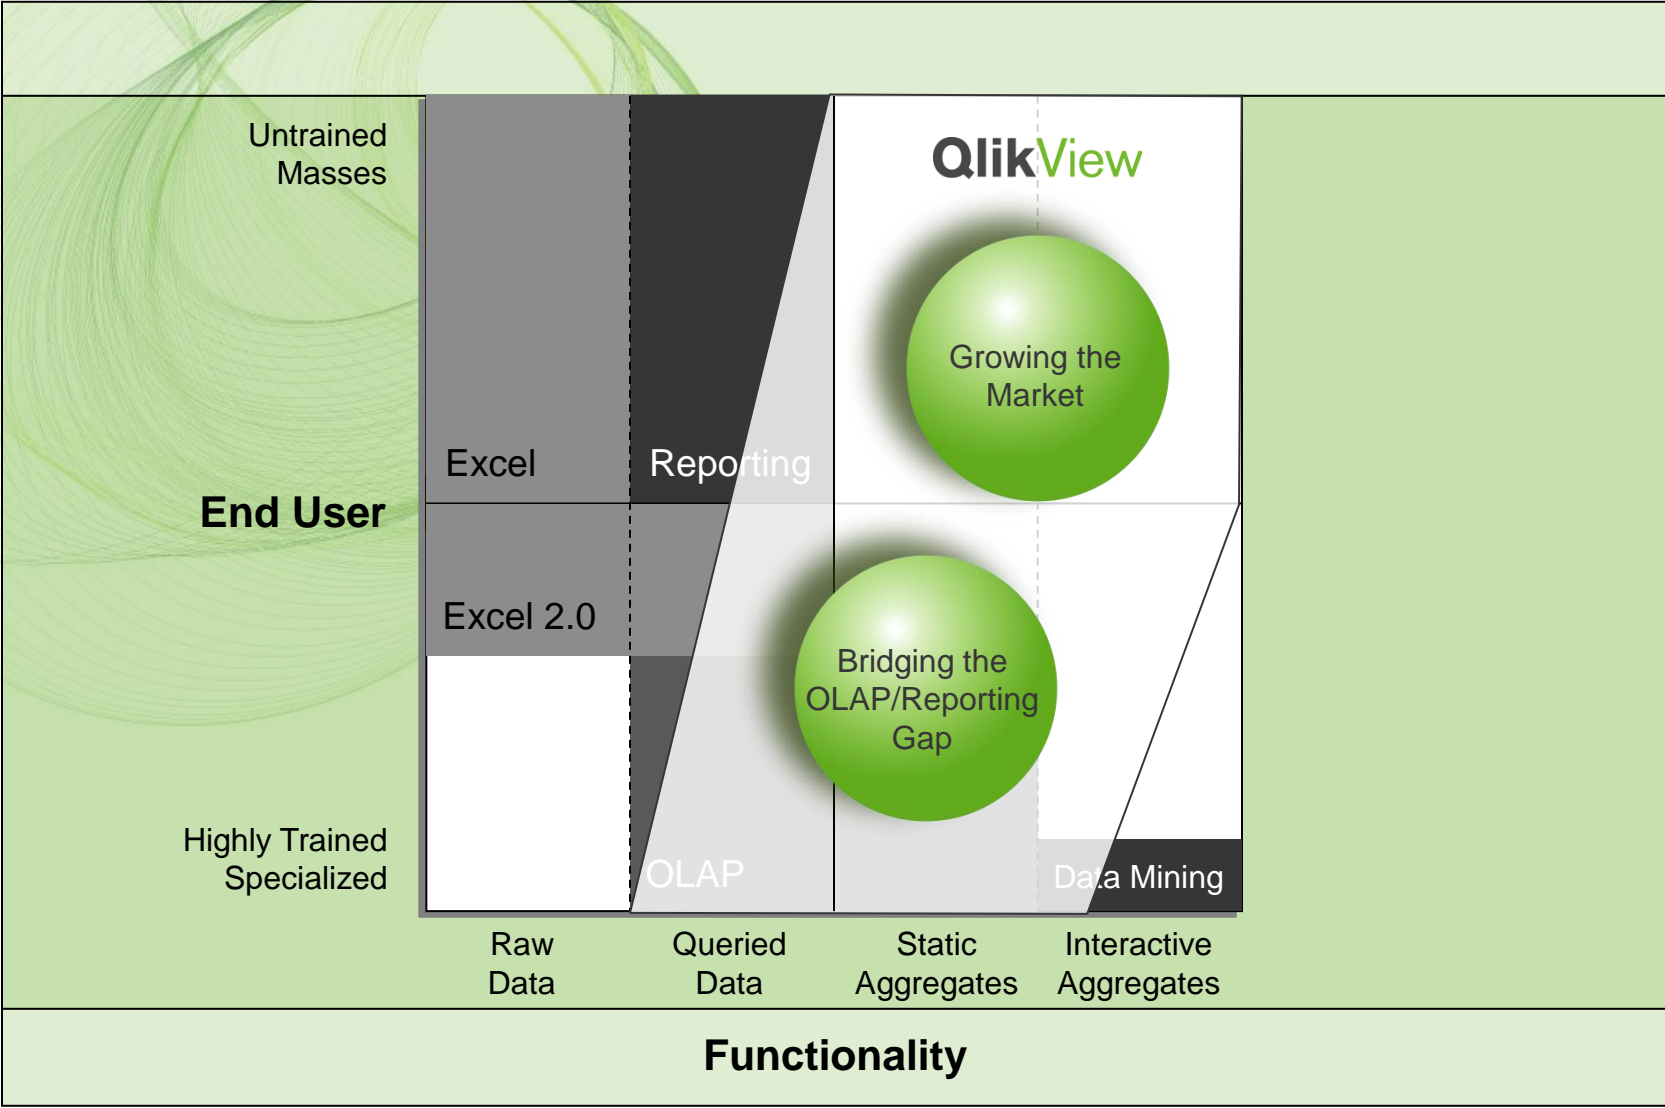 Untrained
Masses
QlikView
Growing the
Market
Excel
Reporting
End User
Excel 2.0
Bridging the
OLAP/Reporting
Gap
Highly Trained
Specialized
OLAP
Data Mining
Raw
Data
Queried
Data
Static
Aggregates
Interactive
Aggregates
Functionality